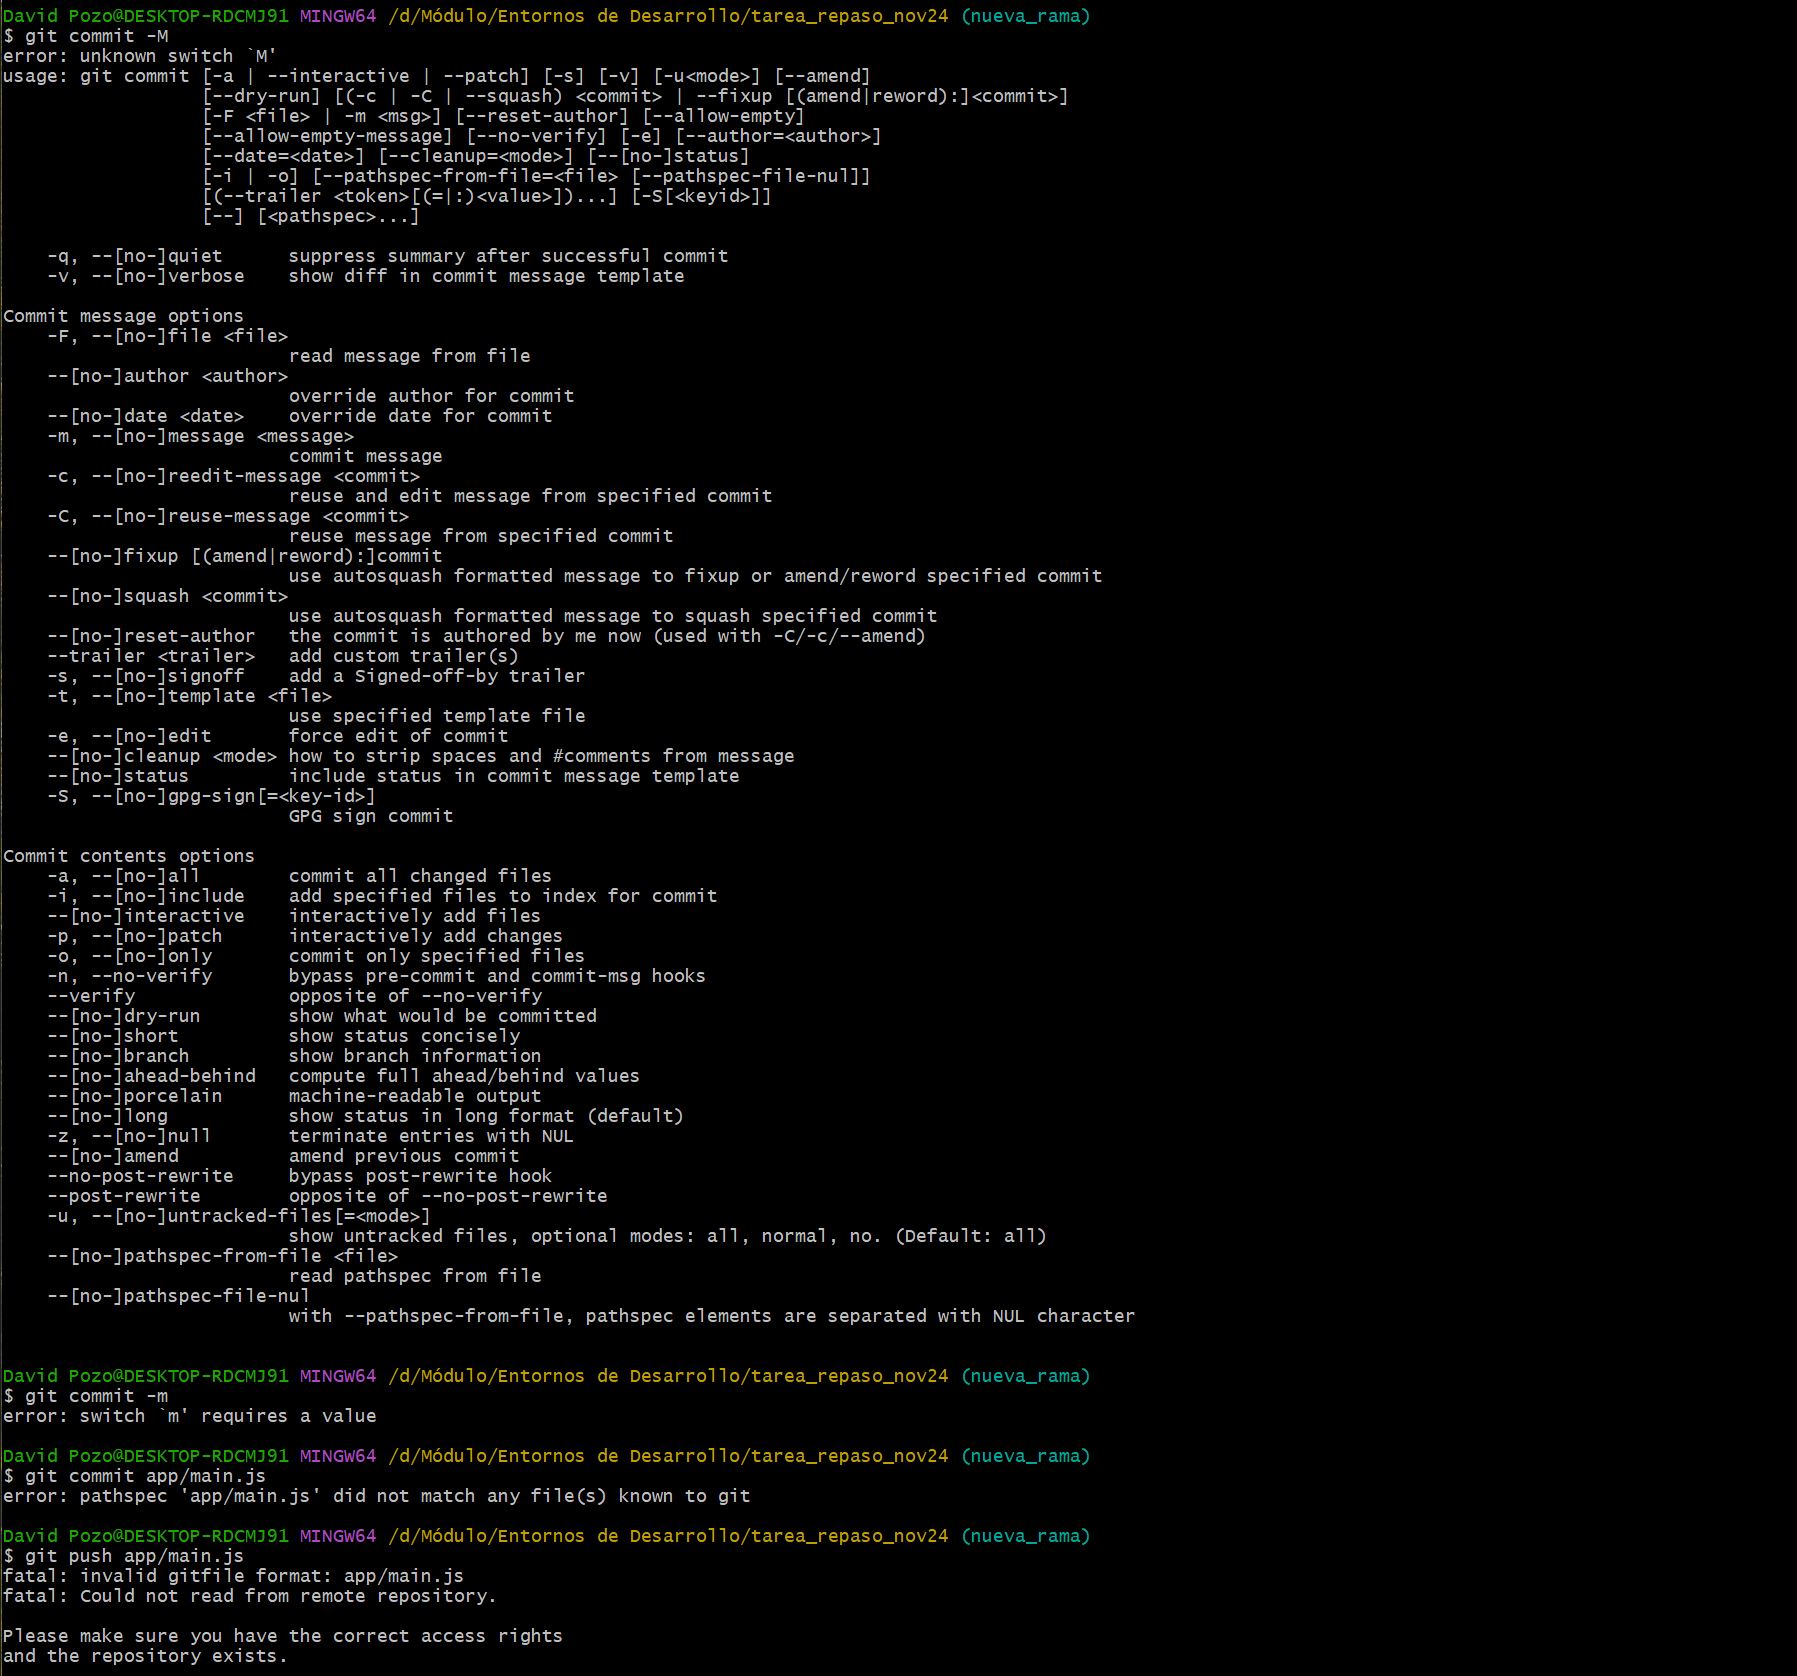 David Pozo@DESKTOP-RDCMJ91 MINGW64 /d/Módulo/Entornos de Desarrollo/tarea_repaso_nov24 (nueva_rama)
$ git commit -M
error: unknown switch `M'
usage: git commit [-a | --interactive | --patch] [-s] [-v] [-u<mode>] [--amend]
                  [--dry-run] [(-c | -C | --squash) <commit> | --fixup [(amend|reword):]<commit>]
                  [-F <file> | -m <msg>] [--reset-author] [--allow-empty]
                  [--allow-empty-message] [--no-verify] [-e] [--author=<author>]
                  [--date=<date>] [--cleanup=<mode>] [--[no-]status]
                  [-i | -o] [--pathspec-from-file=<file> [--pathspec-file-nul]]
                  [(--trailer <token>[(=|:)<value>])...] [-S[<keyid>]]
                  [--] [<pathspec>...]

    -q, --[no-]quiet      suppress summary after successful commit
    -v, --[no-]verbose    show diff in commit message template

Commit message options
    -F, --[no-]file <file>
                          read message from file
    --[no-]author <author>
                          override author for commit
    --[no-]date <date>    override date for commit
    -m, --[no-]message <message>
                          commit message
    -c, --[no-]reedit-message <commit>
                          reuse and edit message from specified commit
    -C, --[no-]reuse-message <commit>
                          reuse message from specified commit
    --[no-]fixup [(amend|reword):]commit
                          use autosquash formatted message to fixup or amend/reword specified commit
    --[no-]squash <commit>
                          use autosquash formatted message to squash specified commit
    --[no-]reset-author   the commit is authored by me now (used with -C/-c/--amend)
    --trailer <trailer>   add custom trailer(s)
    -s, --[no-]signoff    add a Signed-off-by trailer
    -t, --[no-]template <file>
                          use specified template file
    -e, --[no-]edit       force edit of commit
    --[no-]cleanup <mode> how to strip spaces and #comments from message
    --[no-]status         include status in commit message template
    -S, --[no-]gpg-sign[=<key-id>]
                          GPG sign commit

Commit contents options
    -a, --[no-]all        commit all changed files
    -i, --[no-]include    add specified files to index for commit
    --[no-]interactive    interactively add files
    -p, --[no-]patch      interactively add changes
    -o, --[no-]only       commit only specified files
    -n, --no-verify       bypass pre-commit and commit-msg hooks
    --verify              opposite of --no-verify
    --[no-]dry-run        show what would be committed
    --[no-]short          show status concisely
    --[no-]branch         show branch information
    --[no-]ahead-behind   compute full ahead/behind values
    --[no-]porcelain      machine-readable output
    --[no-]long           show status in long format (default)
    -z, --[no-]null       terminate entries with NUL
    --[no-]amend          amend previous commit
    --no-post-rewrite     bypass post-rewrite hook
    --post-rewrite        opposite of --no-post-rewrite
    -u, --[no-]untracked-files[=<mode>]
                          show untracked files, optional modes: all, normal, no. (Default: all)
    --[no-]pathspec-from-file <file>
                          read pathspec from file
    --[no-]pathspec-file-nul
                          with --pathspec-from-file, pathspec elements are separated with NUL character

David Pozo@DESKTOP-RDCMJ91 MINGW64 /d/Módulo/Entornos de Desarrollo/tarea_repaso_nov24 (nueva_rama)
$ git commit -m
error: switch `m' requires a value

David Pozo@DESKTOP-RDCMJ91 MINGW64 /d/Módulo/Entornos de Desarrollo/tarea_repaso_nov24 (nueva_rama)
$ git commit app/main.js
error: pathspec 'app/main.js' did not match any file(s) known to git

David Pozo@DESKTOP-RDCMJ91 MINGW64 /d/Módulo/Entornos de Desarrollo/tarea_repaso_nov24 (nueva_rama)
$ git push app/main.js
fatal: invalid gitfile format: app/main.js
fatal: Could not read from remote repository.

Please make sure you have the correct access rights
and the repository exists.